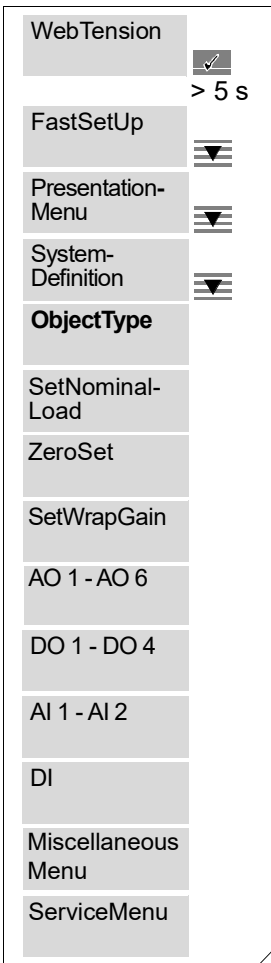 WebTension
> 5 s
FastSetUp
Presentation-
Menu
System-
Definition
ObjectType
SetNominal-
Load
ZeroSet
SetWrapGain
AO 1 - AO 6
DO 1 - DO 4
AI 1 - AI 2
DI
Miscellaneous
Menu
ServiceMenu